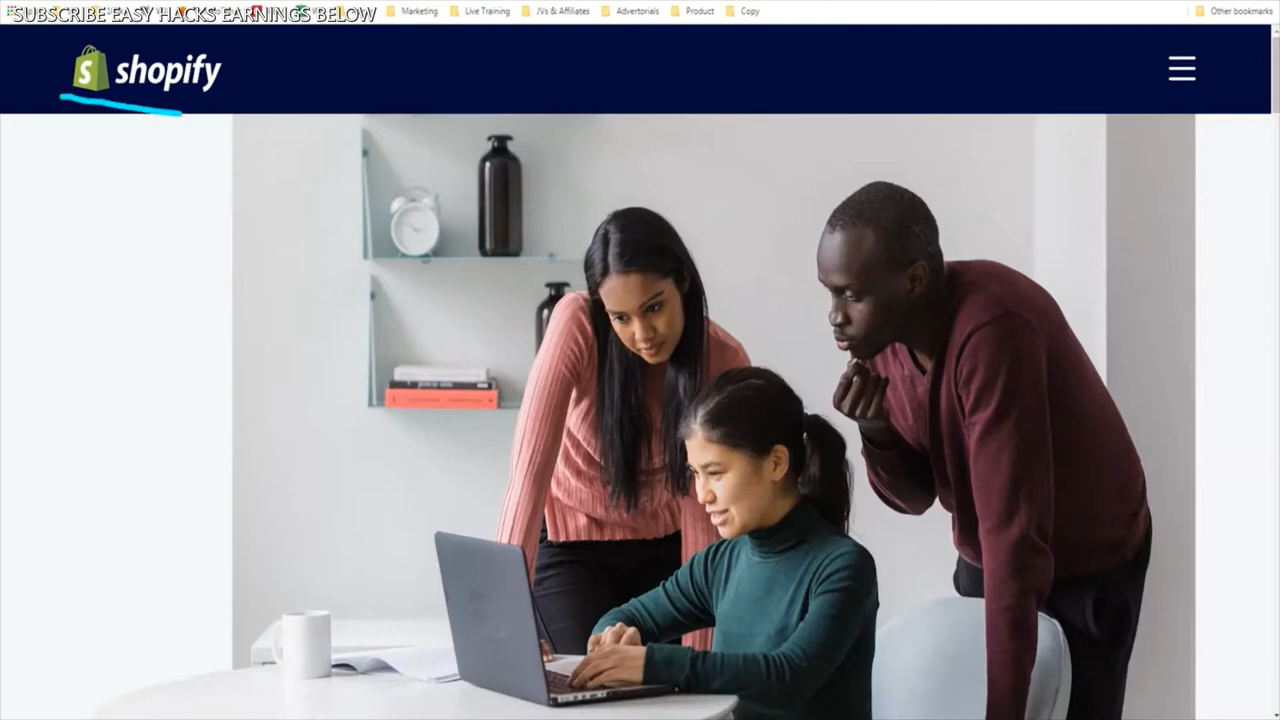 SUBSCRIBE EASY HACKS EARNINGS BELOW
Marketing
Live Training
JVs & Affiliates
Advertorials
Product
Copy
Other bookmarks
shopify